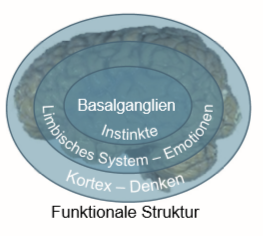 Basalganglien
Instinkte
Limbisches System – Emotionen
Kortex – Denken
Funktionale Struktur